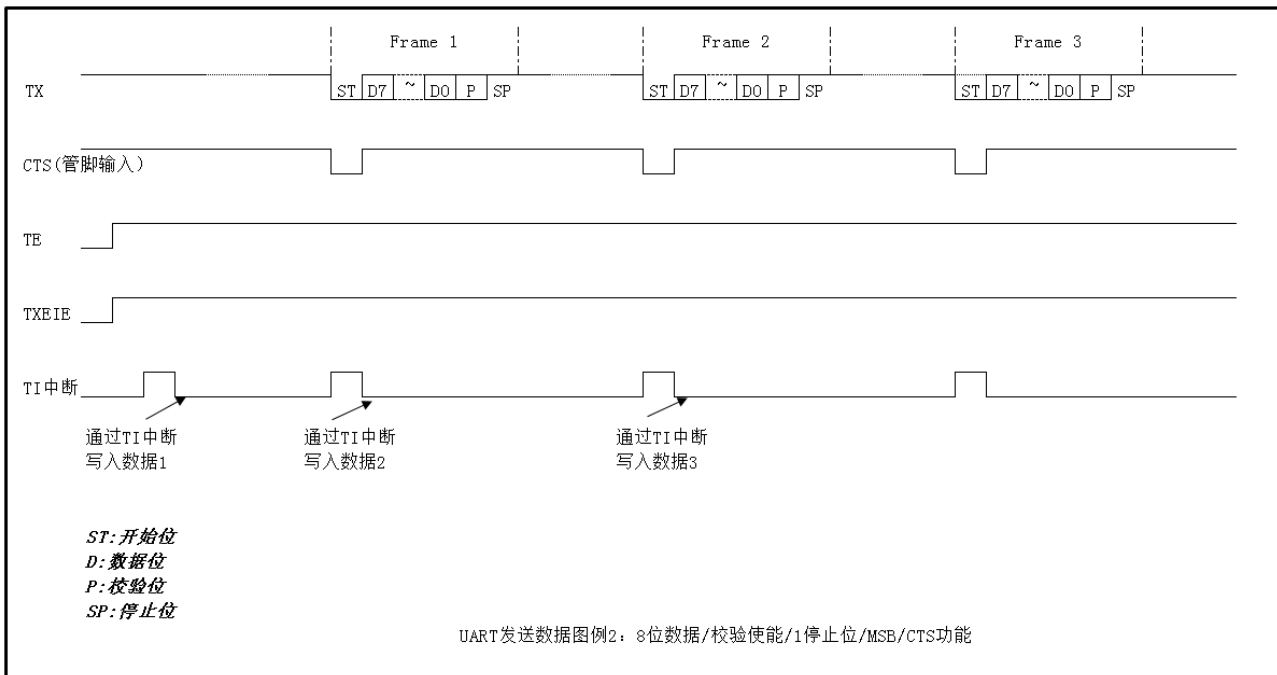 Frame 1 Frame 2 Frame 3
TX ST D7 ~ D0 P SP ST D7 ~ D0 P SP ST D7 ~ D0 P SP
CTS(管脚输入)
TE
TXEIE
TI中断
通过TI中断 通过TI中断 通过TI中断
写入数据1 写入数据2 写入数据3
ST:开始位
D:数据位
P:校验位
SP:停止位
UART发送数据图例2: 8位数据/校验使能/1停止位/MSB/CTS功能